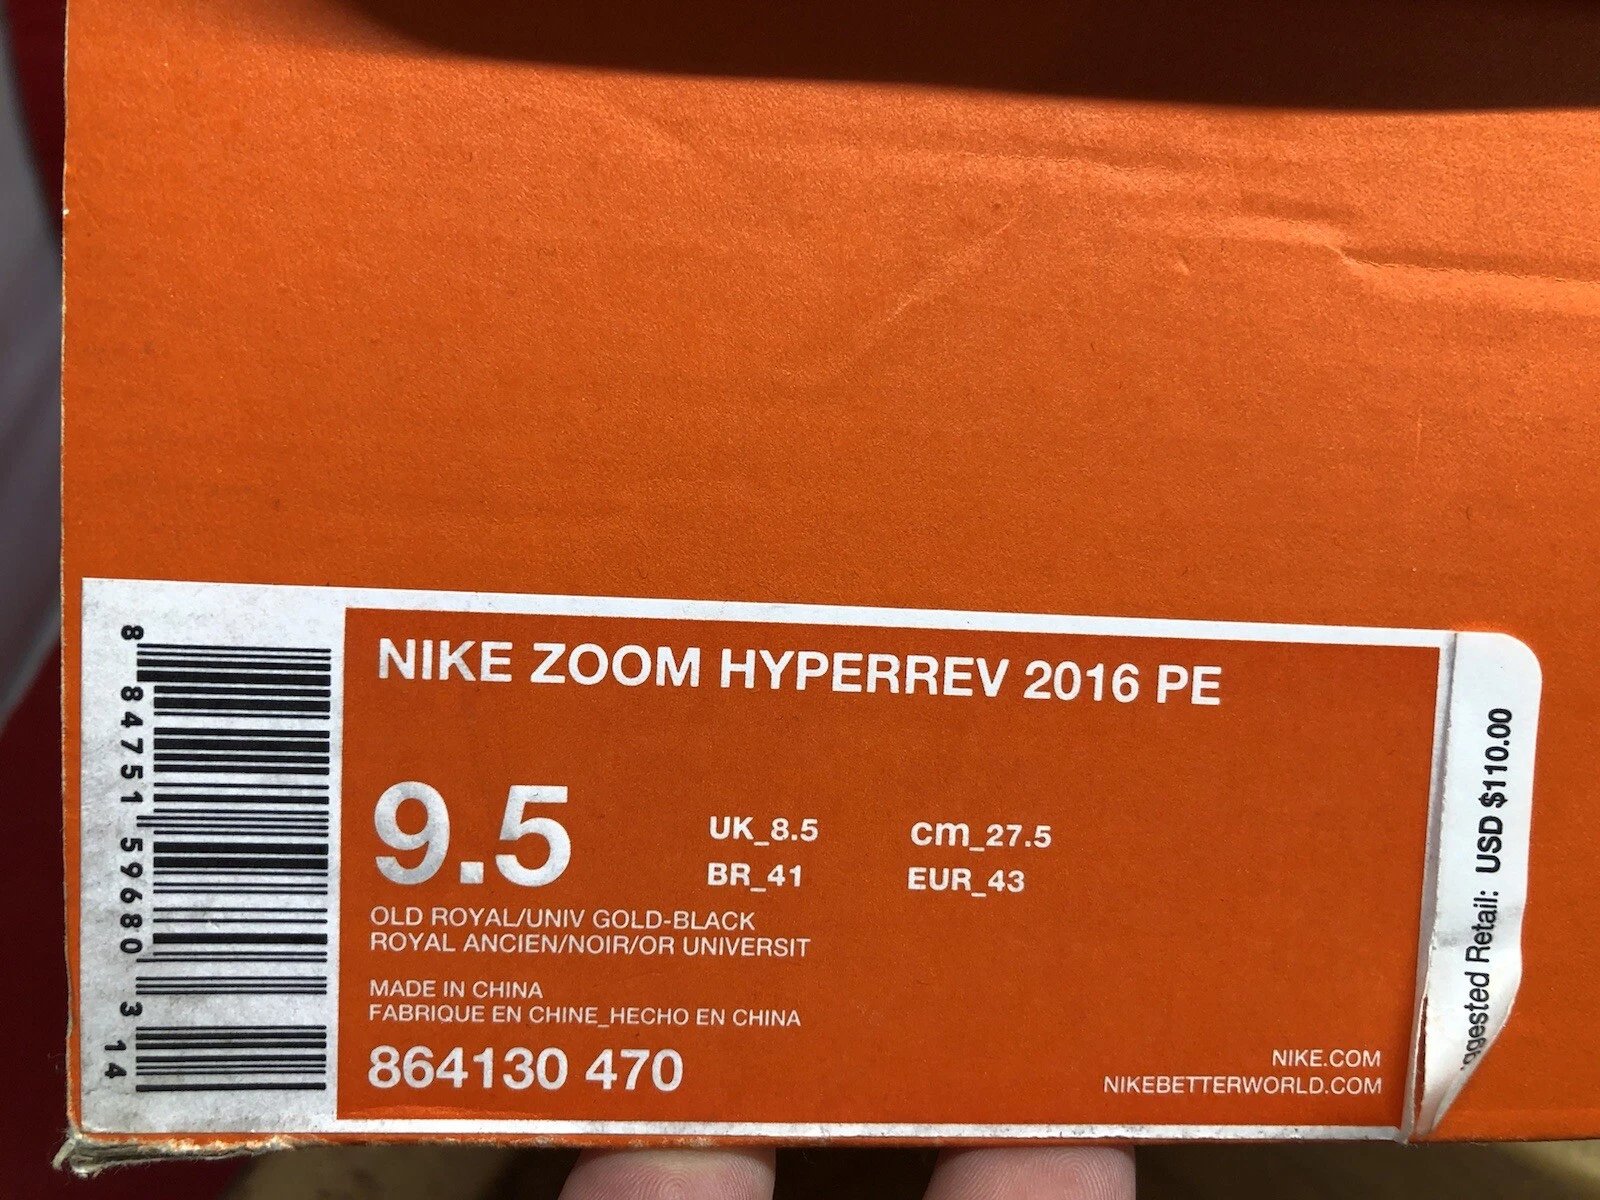 NIKE ZOOM HYPERREV 2016 PE
9.5
UK_8.5
cm_27.5
BR_41
EUR_43
OLD ROYAL/UNIV GOLD-BLACK
ROYAL ANCIEN/NOIR/OR UNIVERSIT
MADE IN CHINA
FABRIQUE EN CHINE_HECHO EN CHINA
864130 470
NIKE.COM
NIKEBETTERWORLD.COM
8 84751 59680 3 14
Retail: USD $110.00